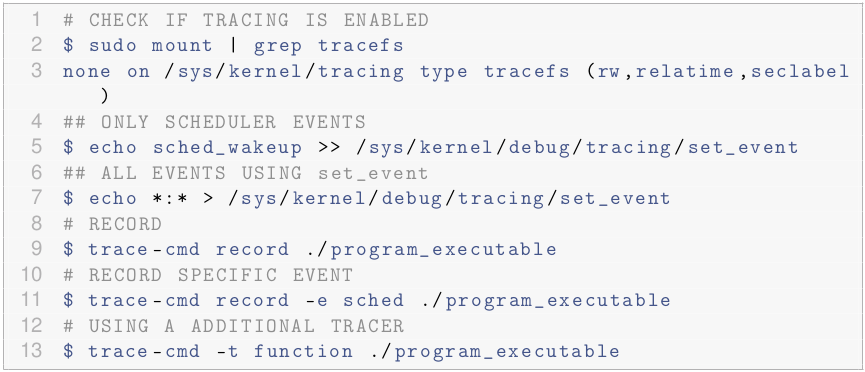 1 # CHECK IF TRACING IS ENABLED
2 $ sudo mount | grep tracefs
3 none on /sys/kernel/tracing type tracefs (rw,relatime,seclabel
)
4 ## ONLY SCHEDULER EVENTS
5 $ echo sched_wakeup >> /sys/kernel/debug/tracing/set_event
6 ## ALL EVENTS USING set_event
7 $ echo *:* > /sys/kernel/debug/tracing/set_event
8 # RECORD
9 $ trace-cmd record ./program_executable
10 # RECORD SPECIFIC EVENT
11 $ trace-cmd record -e sched ./program_executable
12 # USING A ADDITIONAL TRACER
13 $ trace-cmd -t function ./program_executable